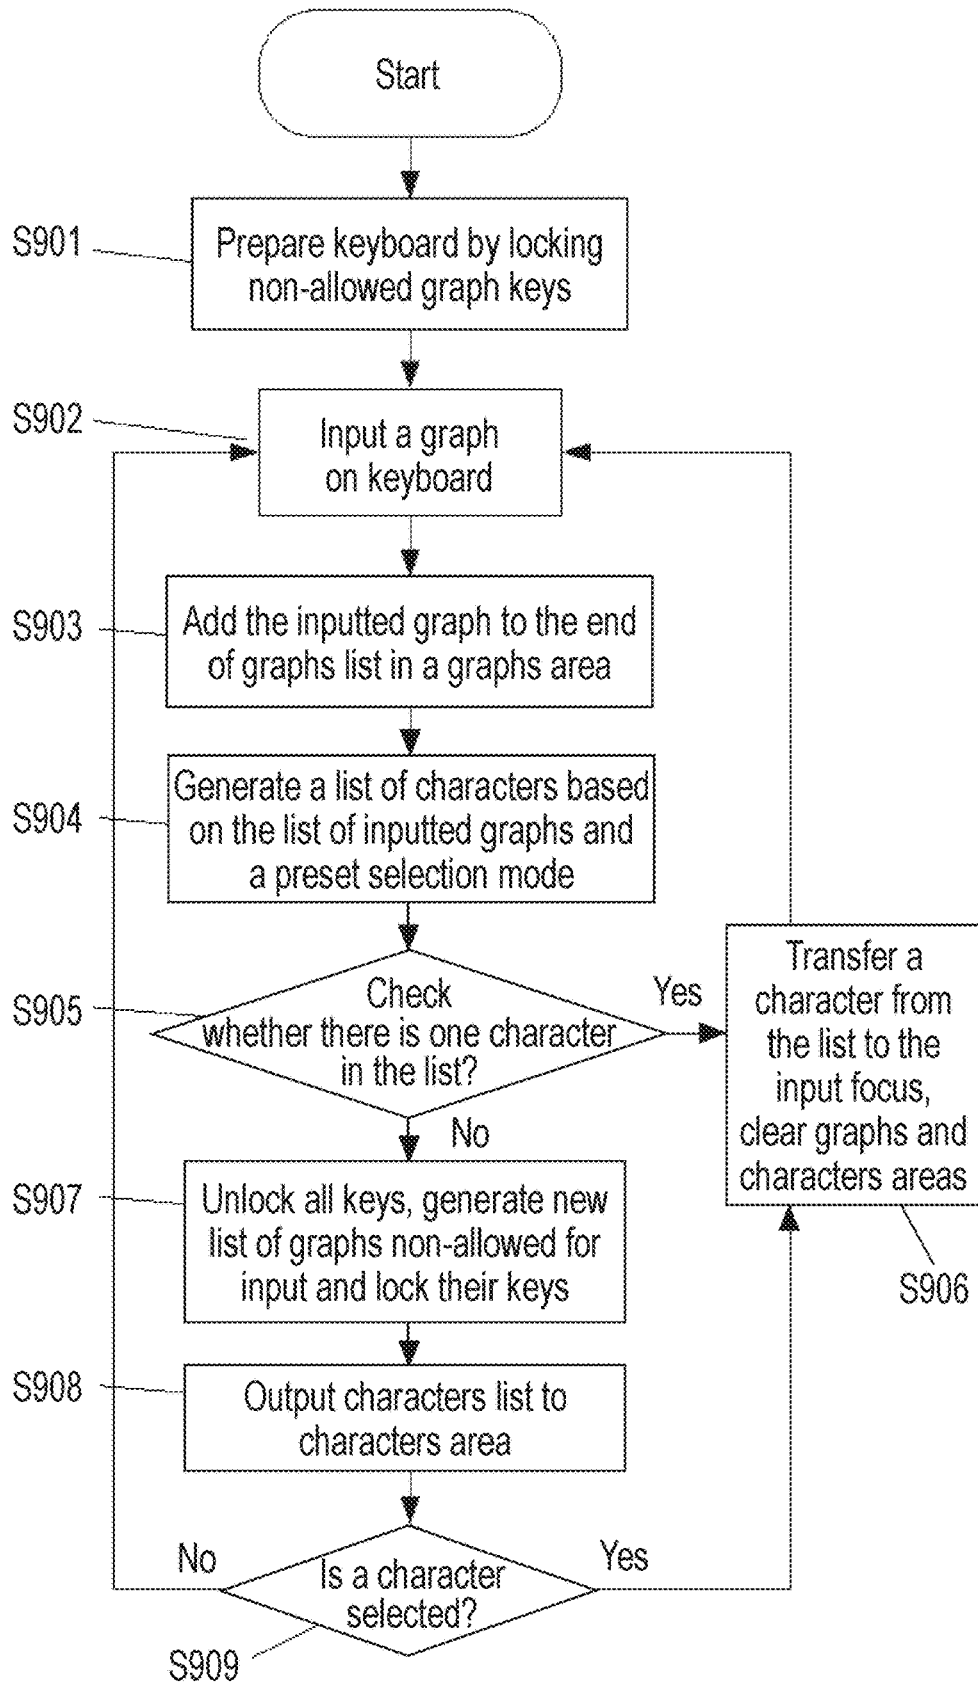 Start
S901
Prepare keyboard by locking
non-allowed graph keys
S902
Input a graph
on keyboard
S903
Add the inputted graph to the end
of graphs list in a graphs area
S904
Generate a list of characters based
on the list of inputted graphs and
a preset selection mode
S905
Check
whether there is one character
in the list?
Yes
No
Transfer a
character from
the list to the
input focus,
clear graphs and
characters areas
S906
S907
Unlock all keys, generate new
list of graphs non-allowed for
input and lock their keys
S908
Output characters list to
characters area
No
Is a character
selected?
Yes
S909